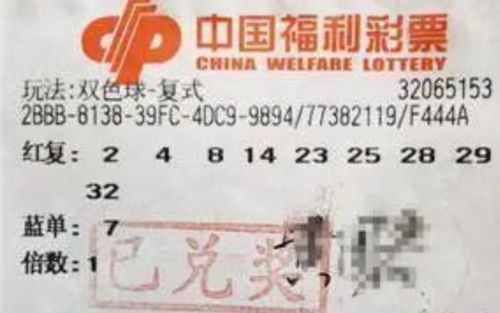 中国福利彩票
CHINA WELFARE LOTTERY
玩法:双色球-复式 32065153
2BBB-8138-39FC-4DC9-9894/77382119/F444A
红复: 2 4 8 14 23 25 28 29
32
蓝单: 7
倍数: 1
已兑奖